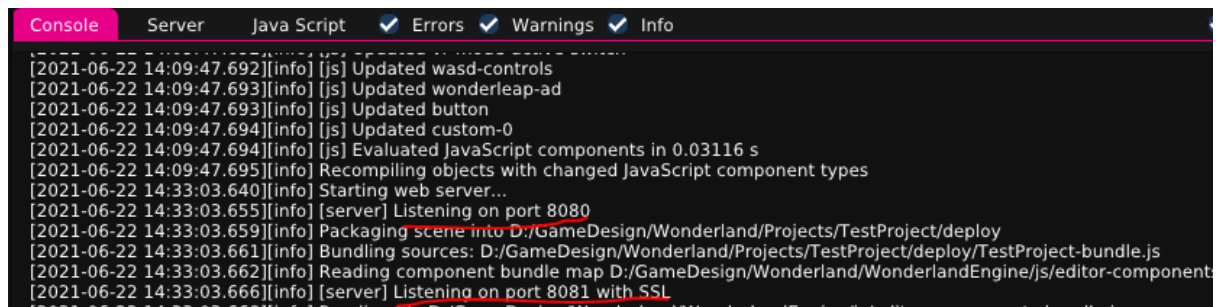 Console Server Java Script Errors Warnings Info
[2021-06-22 14:09:47.692][info] [js] Updated wasd-controls
[2021-06-22 14:09:47.693][info] [js] Updated wonderleap-ad
[2021-06-22 14:09:47.693][info] [js] Updated button
[2021-06-22 14:09:47.694][info] [js] Updated custom-0
[2021-06-22 14:09:47.694][info] [js] Evaluated JavaScript components in 0.03116 s
[2021-06-22 14:09:47.695][info] Recompiling objects with changed JavaScript component types
[2021-06-22 14:33:03.640][info] Starting web server...
[2021-06-22 14:33:03.655][info] [server] Listening on port 8080
[2021-06-22 14:33:03.659][info] Packaging scene into D:/GameDesign/Wonderland/Projects/TestProject/deploy
[2021-06-22 14:33:03.661][info] Bundling sources: D:/GameDesign/Wonderland/Projects/TestProject/deploy/TestProject-bundle.js
[2021-06-22 14:33:03.662][info] Reading component bundle map D:/GameDesign/Wonderland/WonderlandEngine/js/editor-components
[2021-06-22 14:33:03.666][info] [server] Listening on port 8081 with SSL